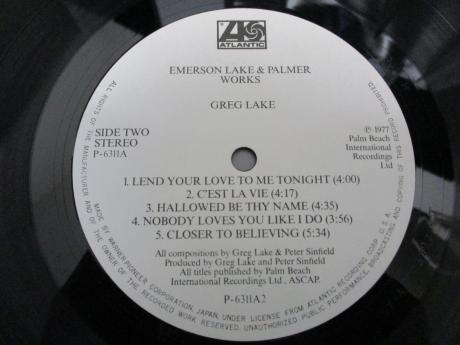 ATLANTIC
EMERSON LAKE & PALMER
WORKS
GREG LAKE
SIDE TWO
STEREO
P-6311A
℗ 1977
Palm Beach
International
Recordings
Ltd
1. LEND YOUR LOVE TO ME TONIGHT (4:00)
2. C'EST LA VIE (4:17)
3. HALLOWED BE THY NAME (4:35)
4. NOBODY LOVES YOU LIKE I DO (3:56)
5. CLOSER TO BELIEVING (5:34)
All compositions by Greg Lake & Peter Sinfield
Produced by Greg Lake and Peter Sinfield
All titles published by Palm Beach
International Recordings Ltd., ASCAP.
P-6311A2
MADE BY WARNER-PIONEER CORPORATION, JAPAN, UNDER LICENSE FROM ATLANTIC RECORDING CORP., U.S.A.
ALL RIGHTS OF THE MANUFACTURER AND OF THE OWNER OF THE RECORDED WORK RESERVED. UNAUTHORIZED PUBLIC PERFORMANCE, BROADCASTING AND COPYING OF THIS RECORD PROHIBITED.